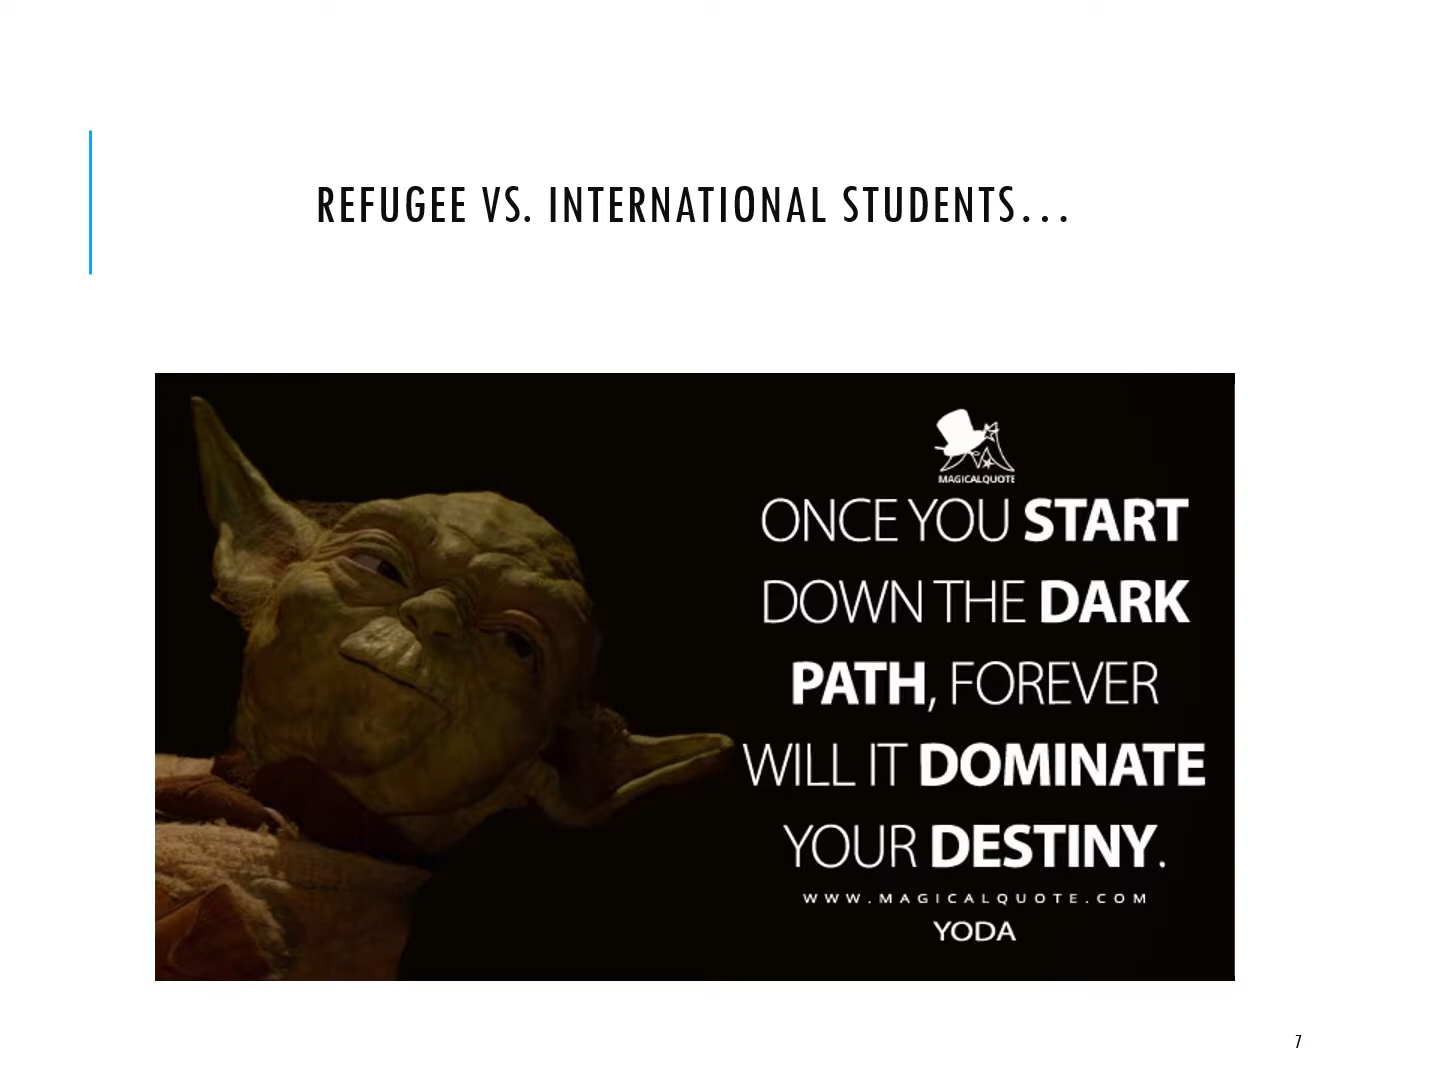 REFUGEE VS. INTERNATIONAL STUDENTS...
MAGICALQUOTE
ONCE YOU START
DOWN THE DARK
PATH, FOREVER
WILL IT DOMINATE
YOUR DESTINY.
WWW.MAGICALQUOTE.COM
YODA
7